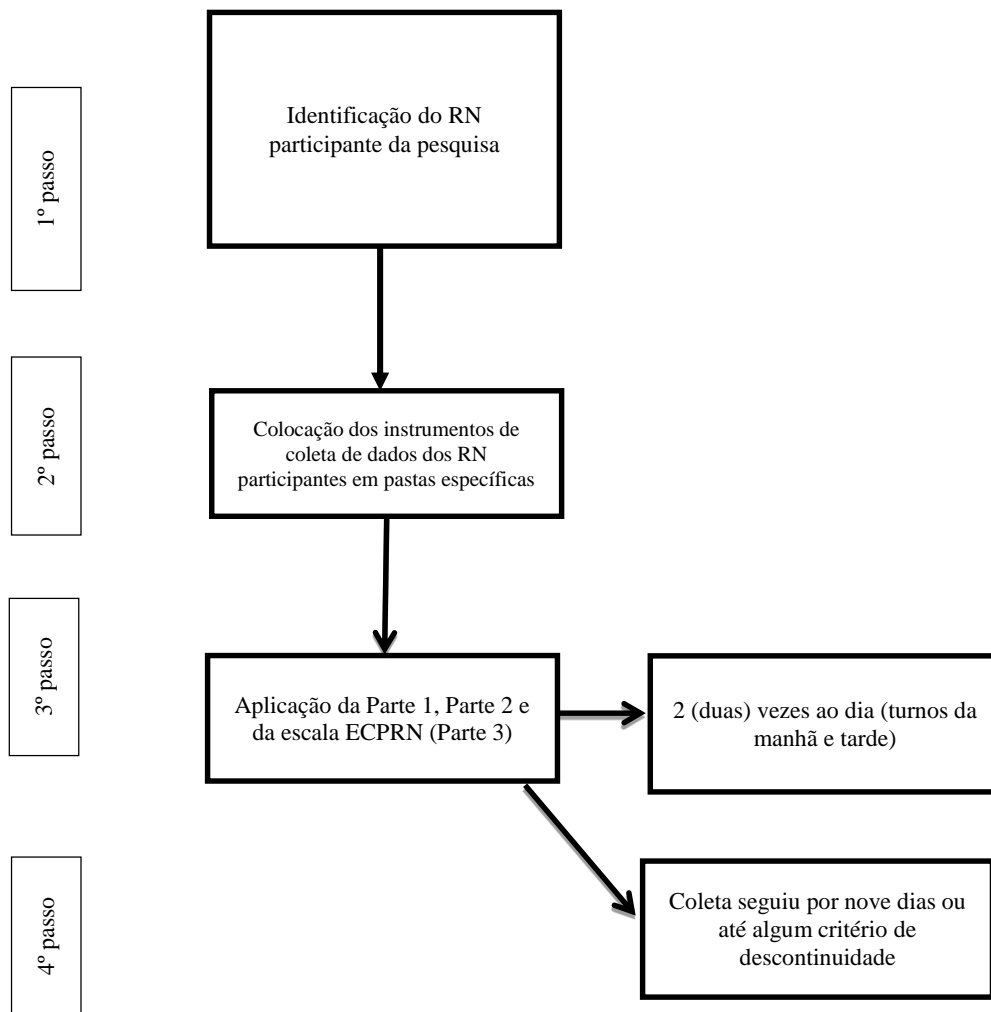 1º passo
Identificação do RN
participante da pesquisa
2º passo
Colocação dos instrumentos de
coleta de dados dos RN
participantes em pastas específicas
3º passo
Aplicação da Parte 1, Parte 2 e
da escala ECPRN (Parte 3)
2 (duas) vezes ao dia (turnos da
manhã e tarde)
4º passo
Coleta seguiu por nove dias ou
até algum critério de
descontinuidade